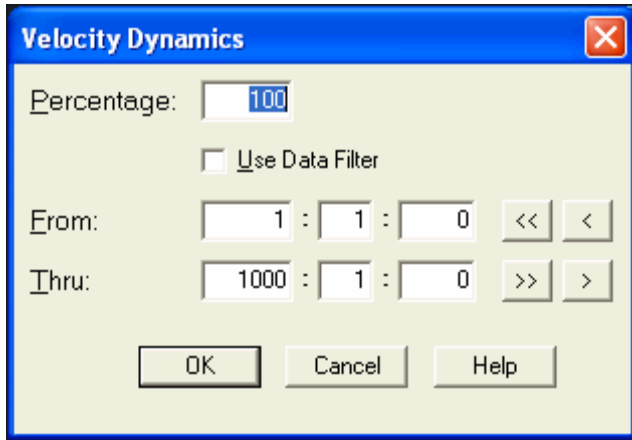 Velocity Dynamics
Percentage: 100
Use Data Filter
From: 1 : 1 : 0 << <
Thru: 1000 : 1 : 0 >> >
OK Cancel Help